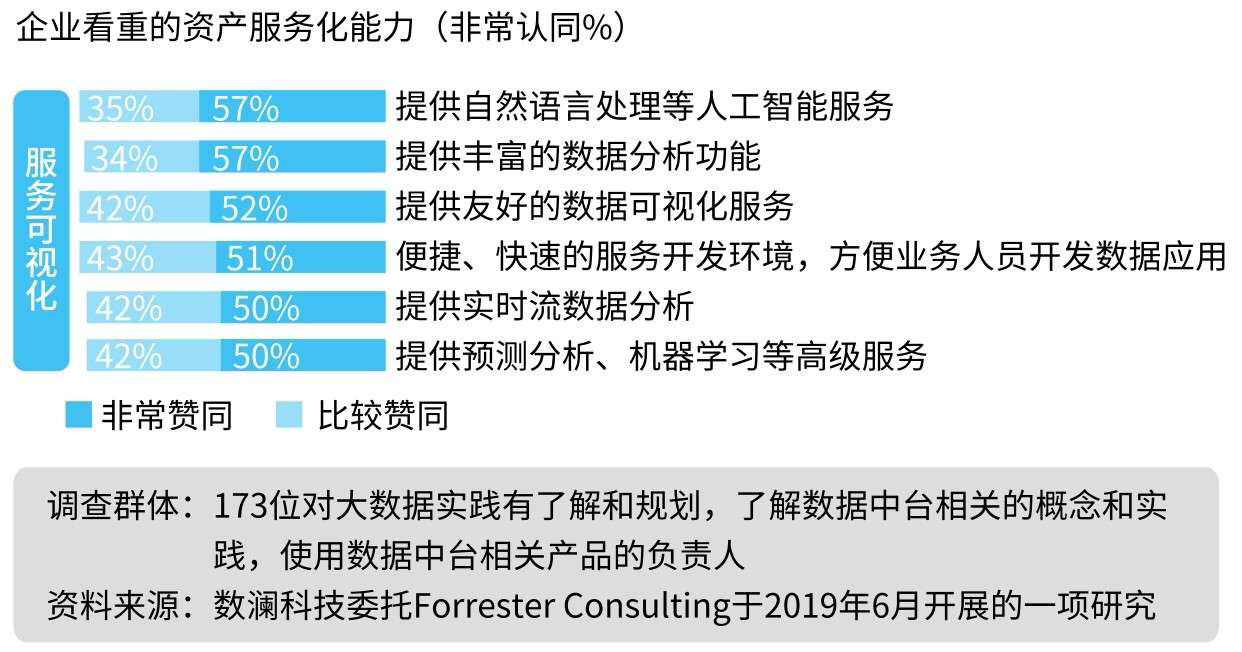 企业看重的资产服务化能力（非常认同%）
服务可视化
35% 57% 提供自然语言处理等人工智能服务
34% 57% 提供丰富的数据分析功能
42% 52% 提供友好的数据可视化服务
43% 51% 便捷、快速的服务开发环境，方便业务人员开发数据应用
42% 50% 提供实时流数据分析
42% 50% 提供预测分析、机器学习等高级服务
非常赞同 比较赞同
调查群体：173位对大数据实践有了解和规划，了解数据中台相关的概念和实
践，使用数据中台相关产品的负责人
资料来源：数澜科技委托Forrester Consulting于2019年6月开展的一项研究